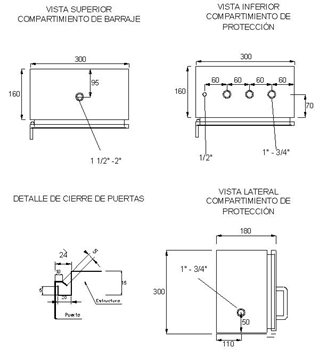 VISTA SUPERIOR
COMPARTIMIENTO DE BARRAJE
300
160
95
1 1/2" -2"
VISTA INFERIOR
COMPARTIMIENTO DE
PROTECCIÓN
300
160
60
60
60
60
70
1/2"
1" - 3/4"
DETALLE DE CIERRE DE PUERTAS
24
Estructura
Puerta
VISTA LATERAL
COMPARTIMIENTO DE
PROTECCIÓN
180
300
1" - 3/4"
50
110